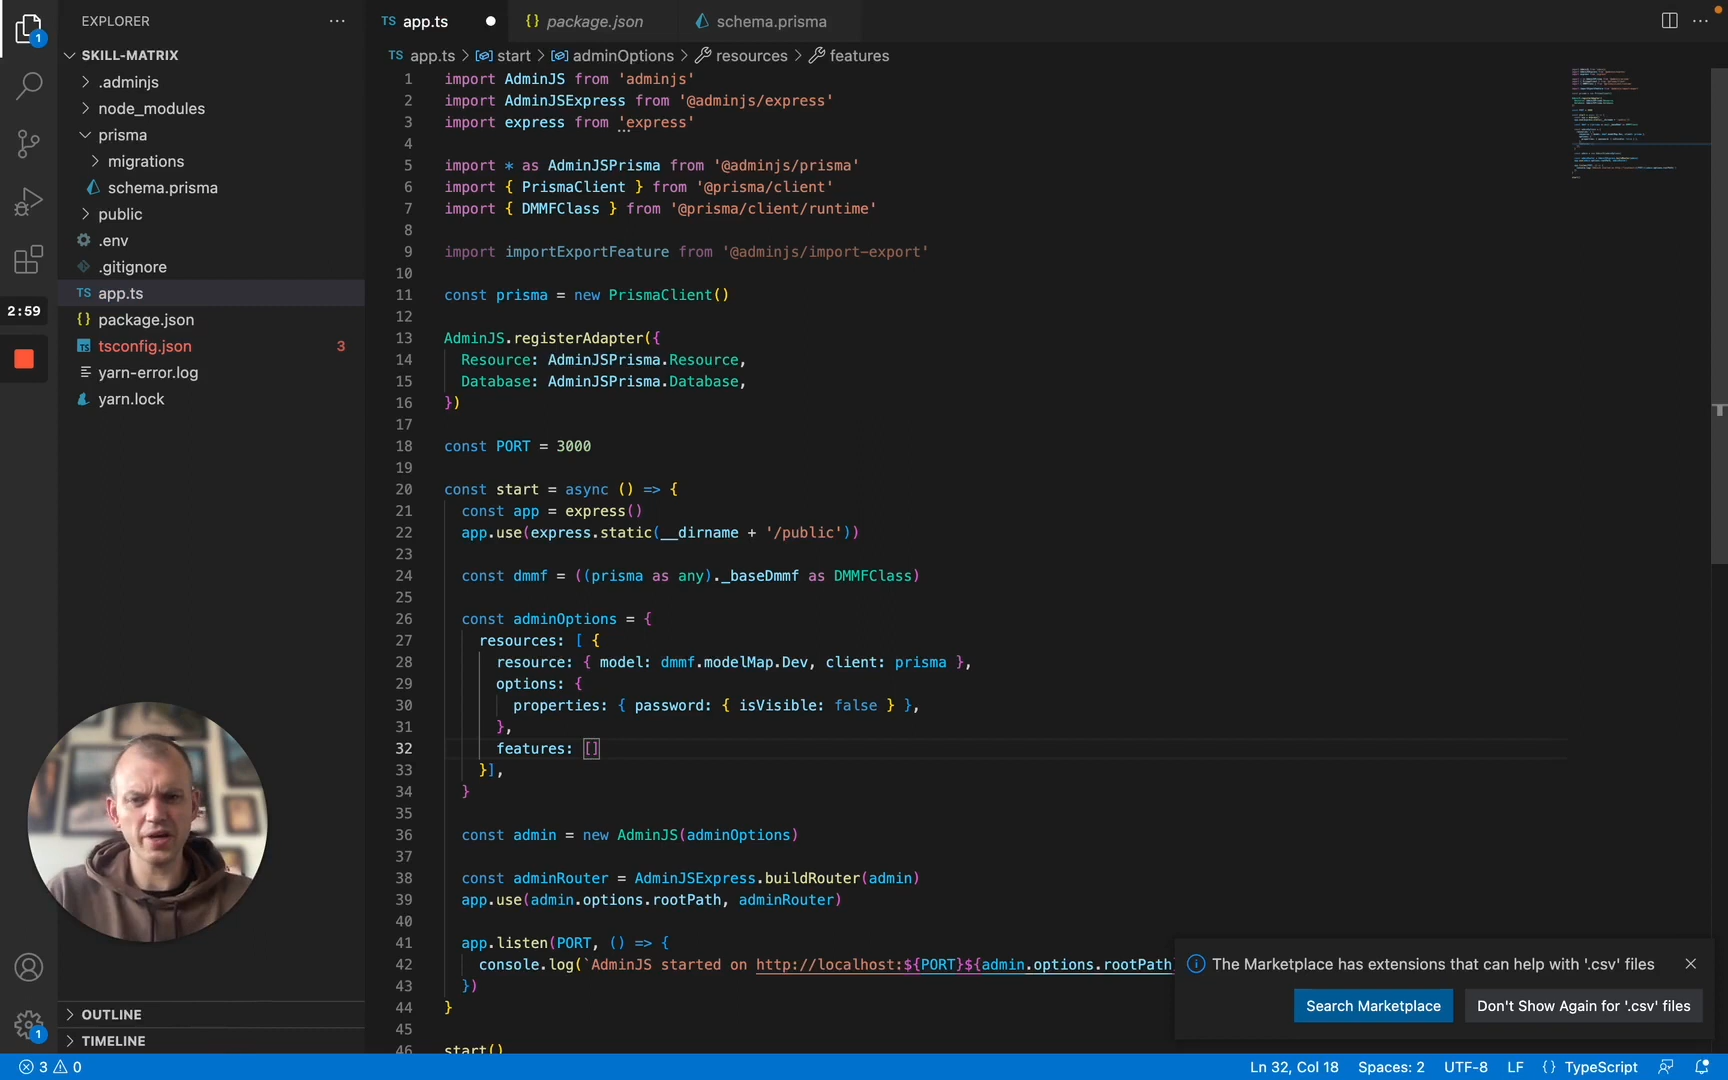 EXPLORER
SKILL-MATRIX
.adminjs
node_modules
prisma
migrations
schema.prisma
public
.env
.gitignore
TS app.ts
{} package.json
TS tsconfig.json 3
yarn-error.log
yarn.lock
OUTLINE
TIMELINE
1
2:59
1
TS app.ts
{} package.json
schema.prisma
TS app.ts > start > adminOptions > resources > features
1 import AdminJS from 'adminjs'
2 import AdminJSExpress from '@adminjs/express'
3 import express from 'express'
4
5 import * as AdminJSPrisma from '@adminjs/prisma'
6 import { PrismaClient } from '@prisma/client'
7 import { DMMFClass } from '@prisma/client/runtime'
8
9 import importExportFeature from '@adminjs/import-export'
10
11 const prisma = new PrismaClient()
12
13 AdminJS.registerAdapter({
14 Resource: AdminJSPrisma.Resource,
15 Database: AdminJSPrisma.Database,
16 })
17
18 const PORT = 3000
19
20 const start = async () => {
21 const app = express()
22 app.use(express.static(__dirname + '/public'))
23
24 const dmmf = ((prisma as any)._baseDmmf as DMMFClass)
25
26 const adminOptions = {
27 resources: [ {
28 resource: { model: dmmf.modelMap.Dev, client: prisma },
29 options: {
30 properties: { password: { isVisible: false } },
31 },
32 features: []
33 }],
34 }
35
36 const admin = new AdminJS(adminOptions)
37
38 const adminRouter = AdminJSExpress.buildRouter(admin)
39 app.use(admin.options.rootPath, adminRouter)
40
41 app.listen(PORT, () => {
42 console.log(`AdminJS started on http://localhost:${PORT}${admin.options.rootPath
43 })
44 }
45
46 start()
The Marketplace has extensions that can help with '.csv' files
Search Marketplace
Don't Show Again for '.csv' files
3 0
Ln 32, Col 18
Spaces: 2
UTF-8
LF
{} TypeScript